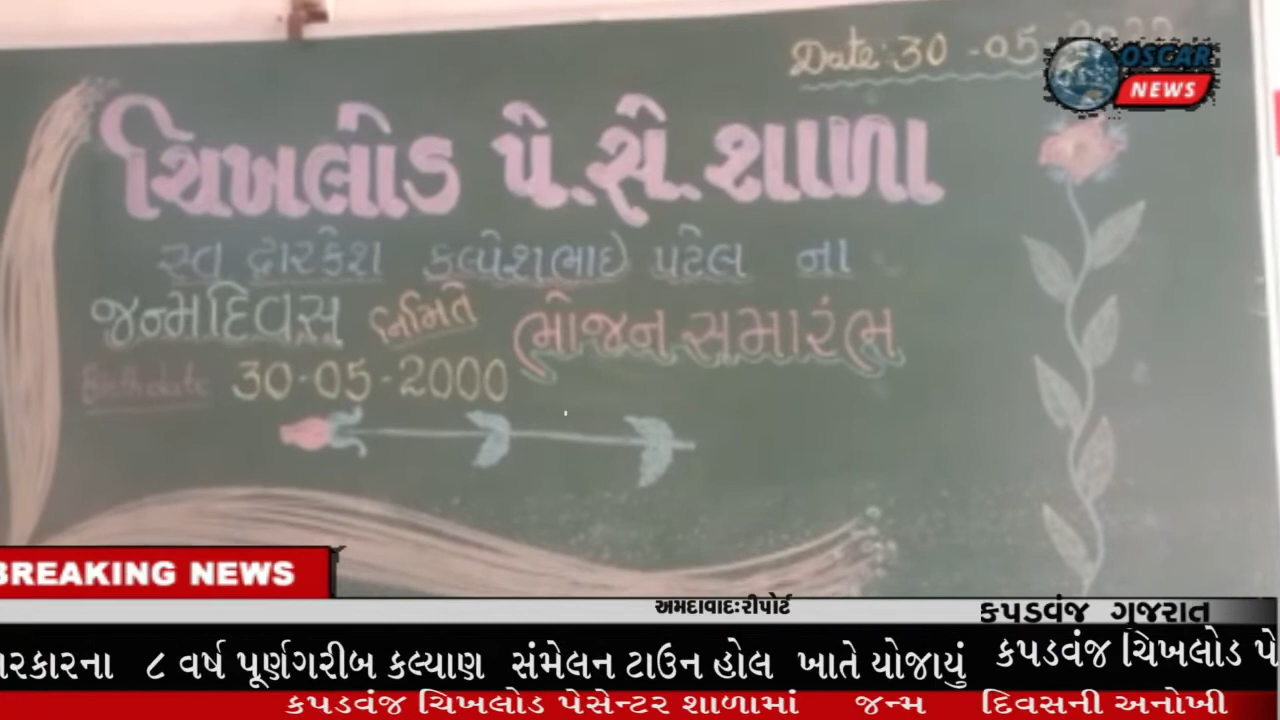 Date: 30 -05
OSCAR
NEWS
ચિખલોડ પે.સે.શાળા
સ્વ દ્વારકેશ કલ્પેશભાઈ પટેલ ના
જન્મદિવસ નિમિતે ભોજન સમારંભ
Birthdate 30-05-2000
BREAKING NEWS
અમદાવાદઃરીપોર્ટ
કપડવંજ ગુજરાત
રકારના ૮ વર્ષ પૂર્ણગરીબ કલ્યાણ સંમેલન ટાઉન હોલ ખાતે યોજાયું કપડવંજ ચિખલોડ પે
કપડવંજ ચિખલોડ પેસેન્ટર શાળામાં જન્મ દિવસની અનોખી